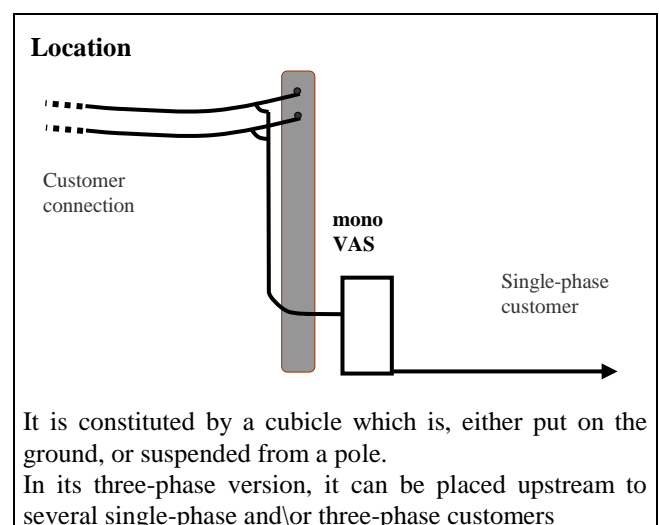 Location
Customer
connection
mono
VAS
Single-phase
customer
It is constituted by a cubicle which is, either put on the
ground, or suspended from a pole.
In its three-phase version, it can be placed upstream to
several single-phase and\or three-phase customers